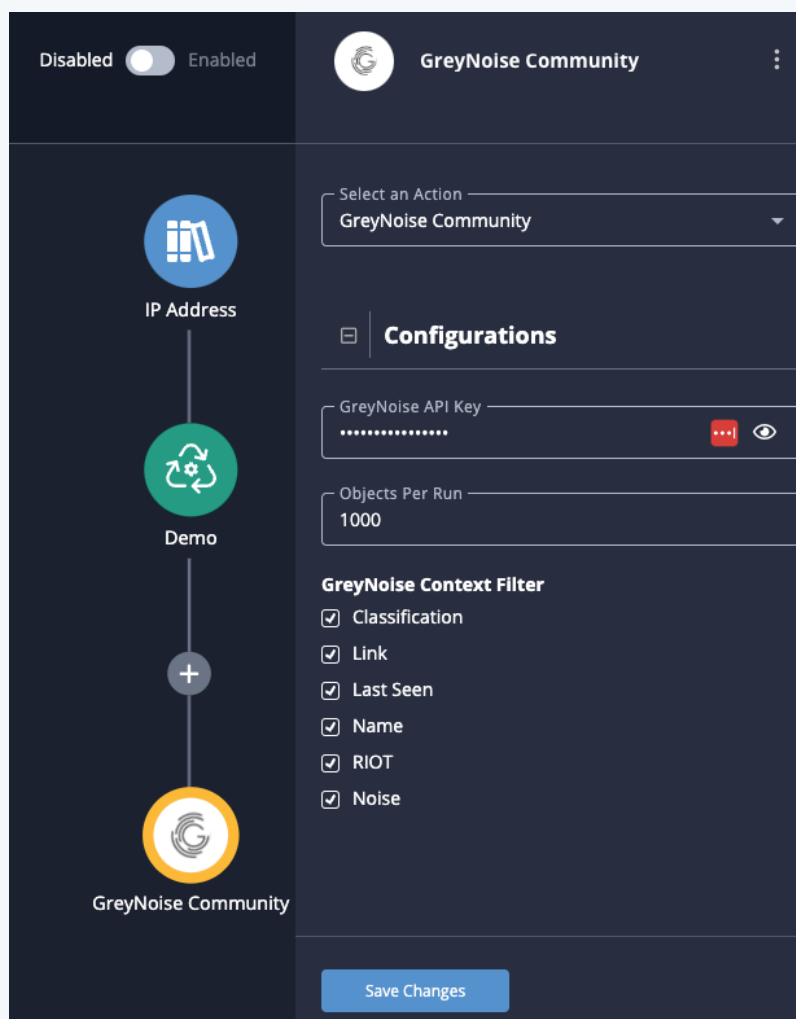 Disabled Enabled
GreyNoise Community
IP Address
Demo
GreyNoise Community
Select an Action
GreyNoise Community
Configurations
GreyNoise API Key
••••••••••••••••
Objects Per Run
1000
GreyNoise Context Filter
Classification
Link
Last Seen
Name
RIOT
Noise
Save Changes